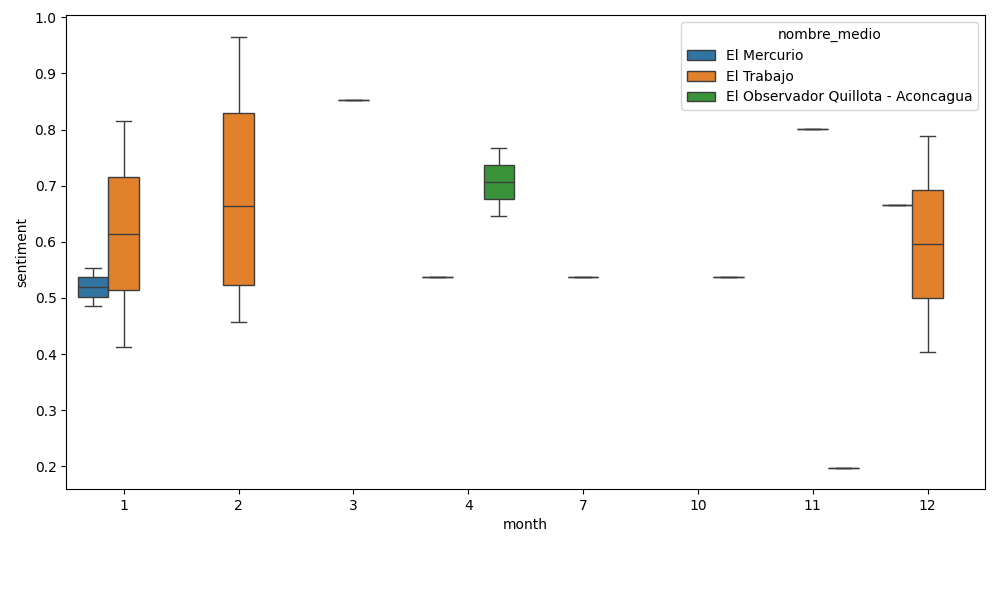 nombre_medio
El Mercurio
El Trabajo
El Observador Quillota - Aconcagua
sentiment
1.0
0.9
0.8
0.7
0.6
0.5
0.4
0.3
0.2
1 2 3 4 7 10 11 12
month